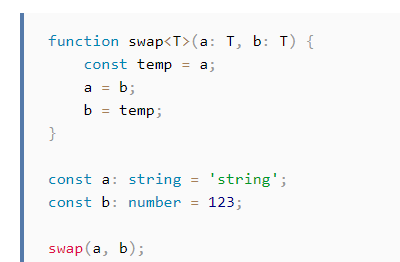 function swap<T>(a: T, b: T) {
    const temp = a;
    a = b;
    b = temp;
}

const a: string = 'string';
const b: number = 123;

swap(a, b);